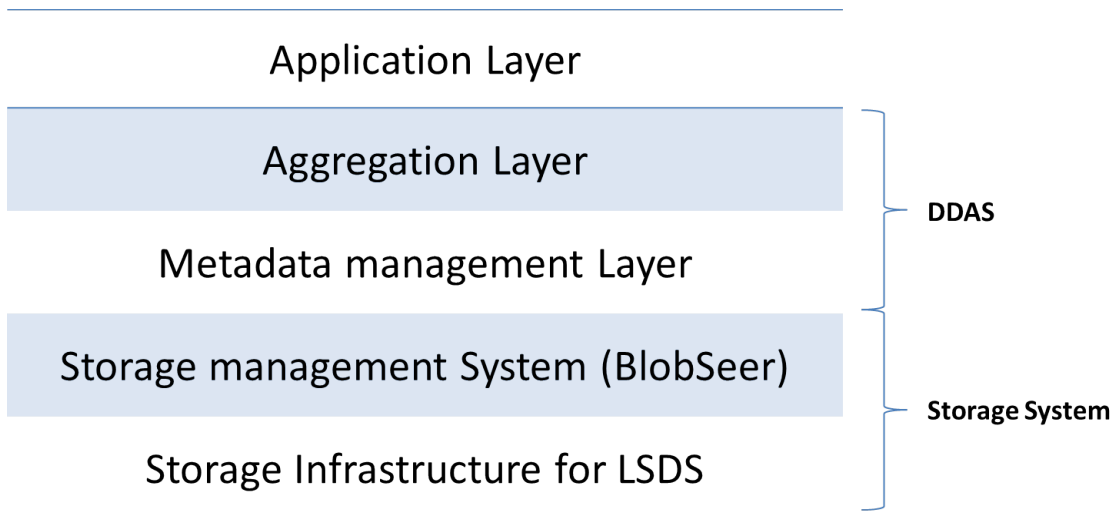 Application Layer
Aggregation Layer
DDAS
Metadata management Layer
Storage management System (BlobSeer)
Storage System
Storage Infrastructure for LSDS